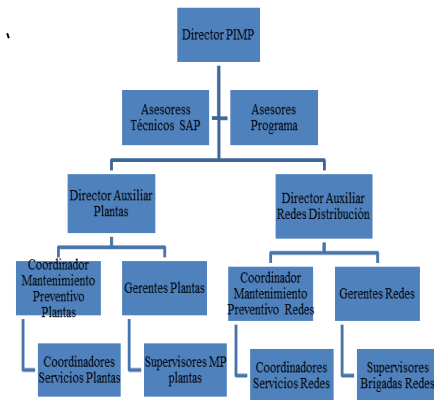 Director PIMP
Asesoress
Técnicos SAP
Asesores
Programa
Director Auxiliar
Plantas
Director Auxiliar
Redes Distribución
Coordinador
Mantenimiento
Preventivo
Plantas
Gerentes Plantas
Coordinador
Mantenimiento
Preventivo Redes
Gerentes Redes
Coordinadores
Servicios Plantas
Supervisores MP
plantas
Coordinadores
Servicios Redes
Supervisores
Brigadas Redes